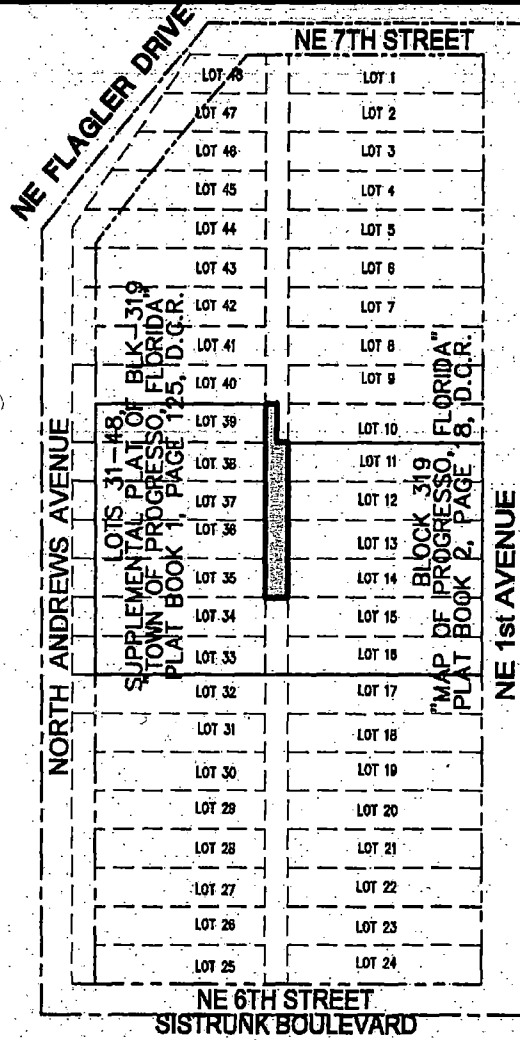 NE FLAGLER DRIVE
NE 7TH STREET
LOT 48
LOT 47
LOT 46
LOT 45
LOT 44
LOT 43
LOT 42
LOT 41
LOT 40
LOT 39
LOT 38
LOT 37
LOT 36
LOT 35
LOT 34
LOT 33
LOT 32
LOT 31
LOT 30
LOT 29
LOT 28
LOT 27
LOT 26
LOT 25
LOT 1
LOT 2
LOT 3
LOT 4
LOT 5
LOT 6
LOT 7
LOT 8
LOT 9
LOT 10
LOT 11
LOT 12
LOT 13
LOT 14
LOT 15
LOT 16
LOT 17
LOT 18
LOT 19
LOT 20
LOT 21
LOT 22
LOT 23
LOT 24
NORTH ANDREWS AVENUE
LOTS 31-48,
SUPPLEMENTAL PLAT OF BLK-319
"TOWN OF PROGRESSO, FLORIDA"
PLAT BOOK 1, PAGE 125, D.C.R.
BLOCK 319
"MAP OF PROGRESSO, FLORIDA"
PLAT BOOK 2, PAGE 18, D.C.R.
NE 1st AVENUE
NE 6TH STREET
SISTRUNK BOULEVARD